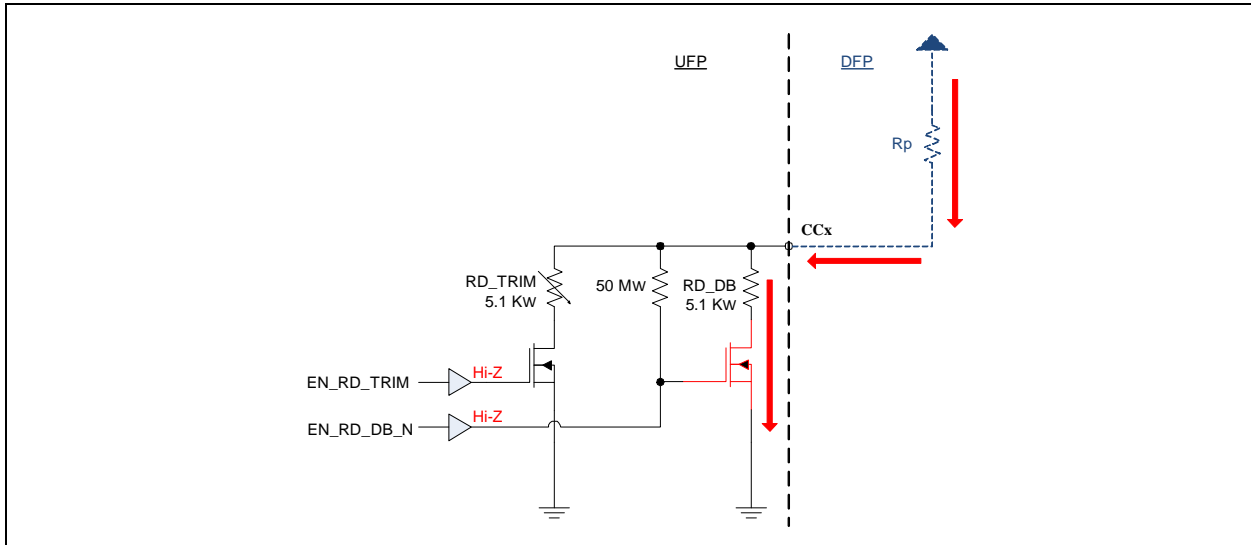 UFP
DFP
Rp
CCx
RD_TRIM
5.1 Kw
50 Mw
RD_DB
5.1 Kw
EN_RD_TRIM
Hi-Z
EN_RD_DB_N
Hi-Z